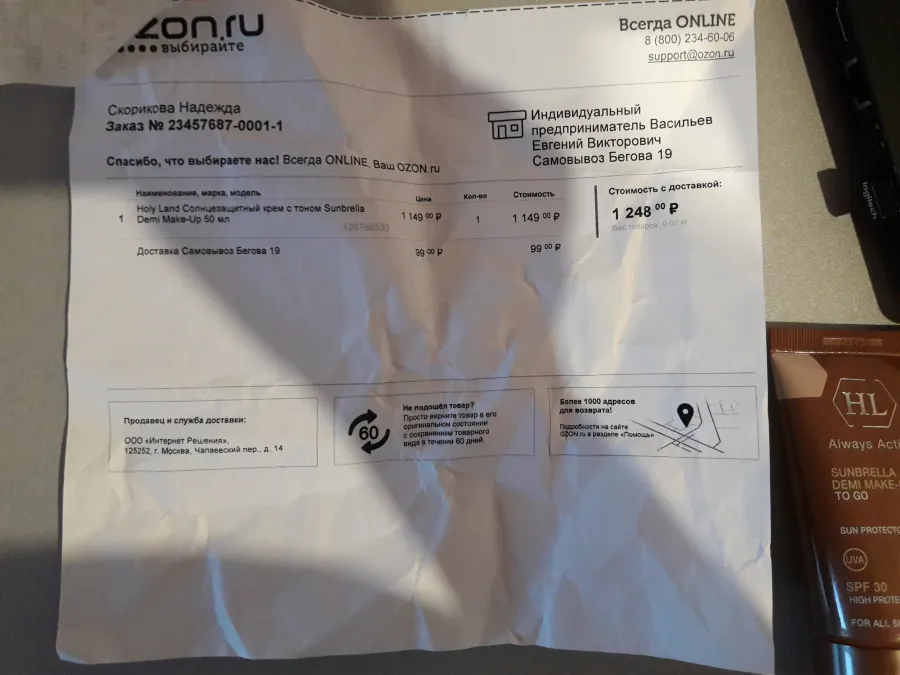 ozon.ru
выбирайте
Всегда ONLINE
8 (800) 234-60-06
support@ozon.ru
Скорикова Надежда
Заказ № 23457687-0001-1
Индивидуальный
предприниматель Васильев
Евгений Викторович
Самовывоз Бегова 19
Спасибо, что выбираете нас! Всегда ONLINE, Ваш OZON.ru
Наименование, марка, модель Цена Кол-во Стоимость
1 Holy Land Солнцезащитный крем с тоном Sunbrella
Demi Make-Up 50 мл
1 149 00 ₽ 1 1 149 00 ₽
Доставка Самовывоз Бегова 19 99 00 ₽ 99 00 ₽
Стоимость с доставкой:
1 248 00 ₽
Вес товаров:
Продавец и служба доставки:
ООО «Интернет Решения»,
125252, г. Москва, Чапаевский пер., д. 14
60
Не подошёл товар?
Просто верните товар в его
оригинальном состоянии
с сохранением товарного
вида в течение 60 дней.
Более 1000 адресов
для возврата!
Подробности на сайте
OZON.ru в разделе «Помощь»
HL
Always Acti
SUNBRELLA
DEMI MAKE-
TO GO
SUN PROTECTO
UVA
SPF 30
HIGH PROTE
FOR ALL S